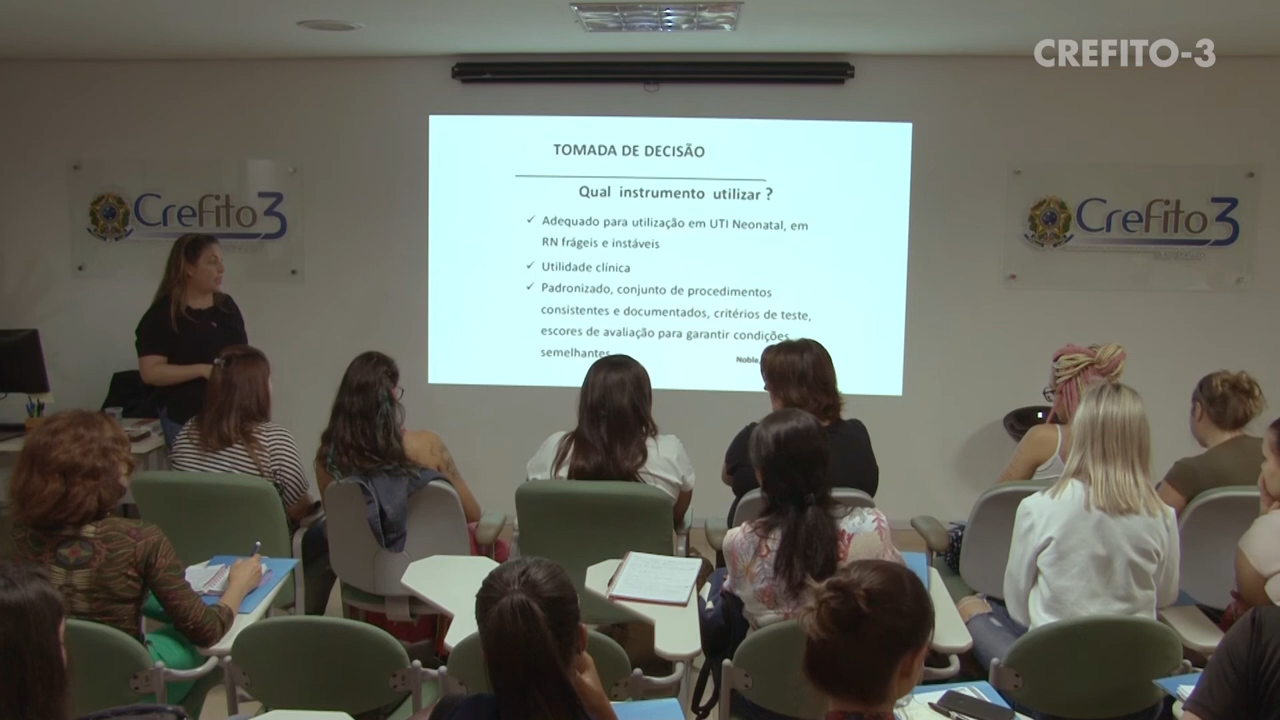 CREFITO-3
TOMADA DE DECISÃO
Qual instrumento utilizar ?
✓ Adequado para utilização em UTI Neonatal, em
RN frágeis e instáveis
✓ Utilidade clínica
✓ Padronizado, conjunto de procedimentos
consistentes e documentados, critérios de teste,
escores de avaliação para garantir condições
semelhantes
Noble
CreFito3
CreFito3